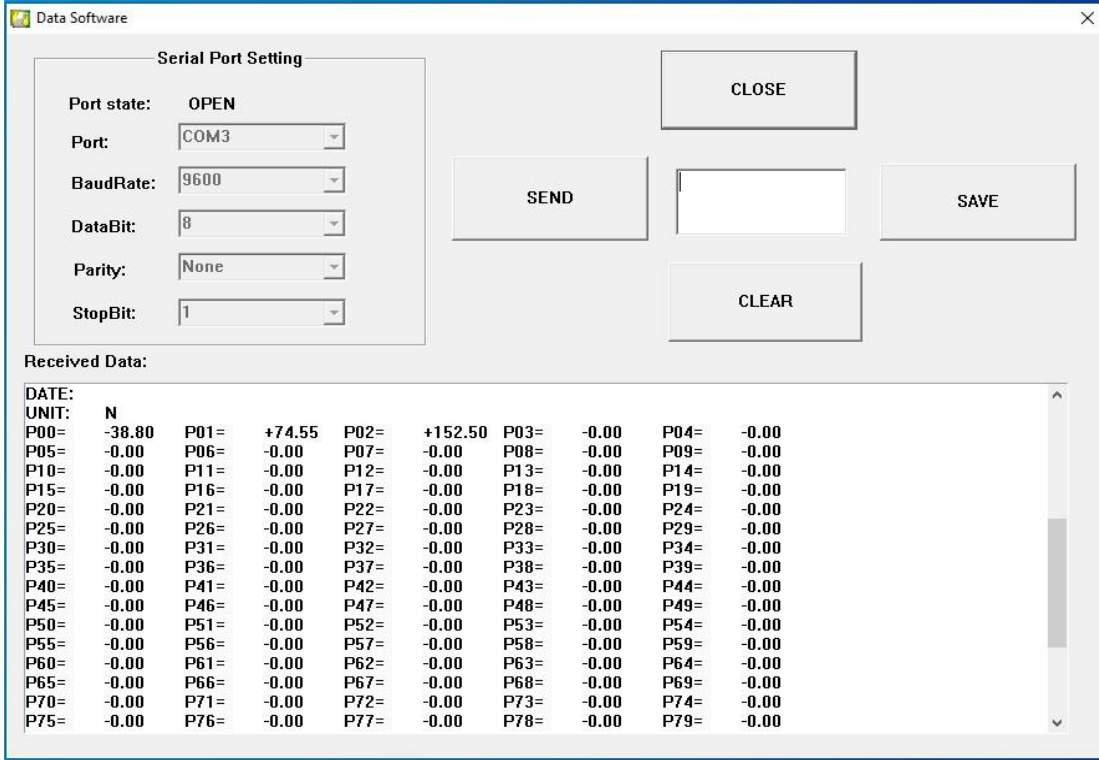 Data Software
Serial Port Setting
Port state: OPEN
Port: COM3
BaudRate: 9600
DataBit: 8
Parity: None
StopBit: 1
CLOSE
SEND
SAVE
CLEAR
Received Data:
DATE:
UNIT: N
P00= -38.80 P01= +74.55 P02= +152.50 P03= -0.00 P04= -0.00
P05= -0.00 P06= -0.00 P07= -0.00 P08= -0.00 P09= -0.00
P10= -0.00 P11= -0.00 P12= -0.00 P13= -0.00 P14= -0.00
P15= -0.00 P16= -0.00 P17= -0.00 P18= -0.00 P19= -0.00
P20= -0.00 P21= -0.00 P22= -0.00 P23= -0.00 P24= -0.00
P25= -0.00 P26= -0.00 P27= -0.00 P28= -0.00 P29= -0.00
P30= -0.00 P31= -0.00 P32= -0.00 P33= -0.00 P34= -0.00
P35= -0.00 P36= -0.00 P37= -0.00 P38= -0.00 P39= -0.00
P40= -0.00 P41= -0.00 P42= -0.00 P43= -0.00 P44= -0.00
P45= -0.00 P46= -0.00 P47= -0.00 P48= -0.00 P49= -0.00
P50= -0.00 P51= -0.00 P52= -0.00 P53= -0.00 P54= -0.00
P55= -0.00 P56= -0.00 P57= -0.00 P58= -0.00 P59= -0.00
P60= -0.00 P61= -0.00 P62= -0.00 P63= -0.00 P64= -0.00
P65= -0.00 P66= -0.00 P67= -0.00 P68= -0.00 P69= -0.00
P70= -0.00 P71= -0.00 P72= -0.00 P73= -0.00 P74= -0.00
P75= -0.00 P76= -0.00 P77= -0.00 P78= -0.00 P79= -0.00